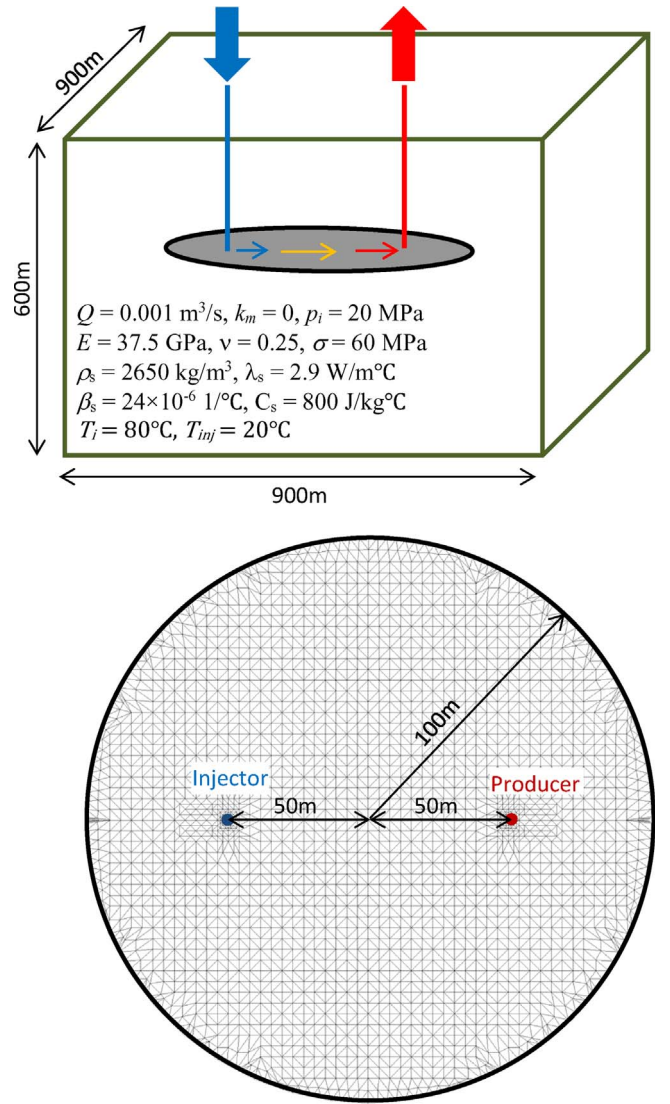 900m
600m
Q = 0.001 m³/s, kₘ = 0, pᵢ = 20 MPa
E = 37.5 GPa, ν = 0.25, σ = 60 MPa
ρₛ = 2650 kg/m³, λₛ = 2.9 W/m℃
βₛ = 24×10⁻⁶ 1/℃, Cₛ = 800 J/kg℃
Tᵢ = 80℃, Tᵢₙⱼ = 20℃
900m
100m
Injector
Producer
50m
50m